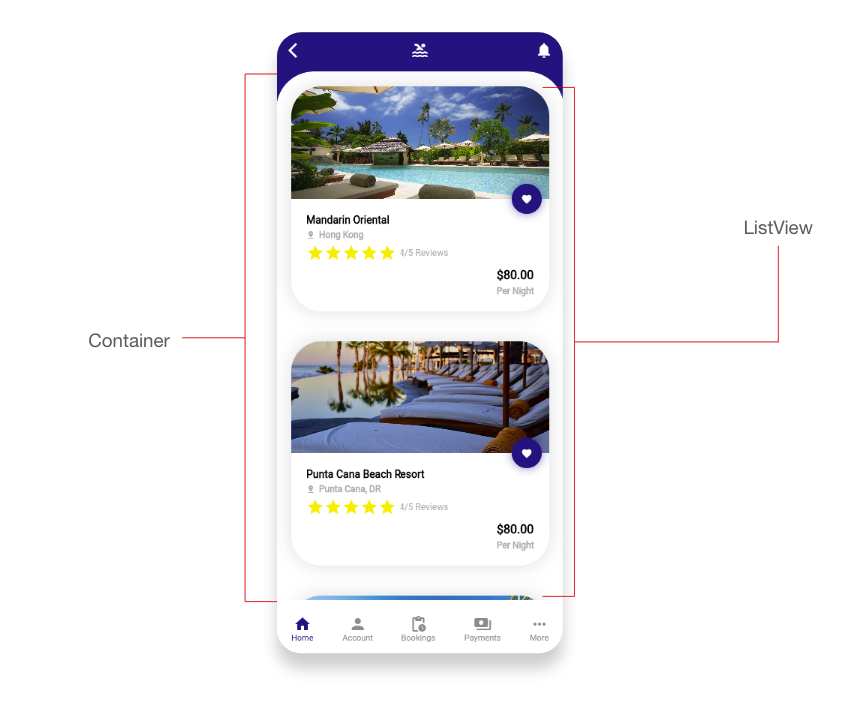 ListView
Container
Mandarin Oriental
Hong Kong
4/5 Reviews
$80.00
Per Night
Punta Cana Beach Resort
Punta Cana, DR
4/5 Reviews
$80.00
Per Night
Home Account Bookings Payments More